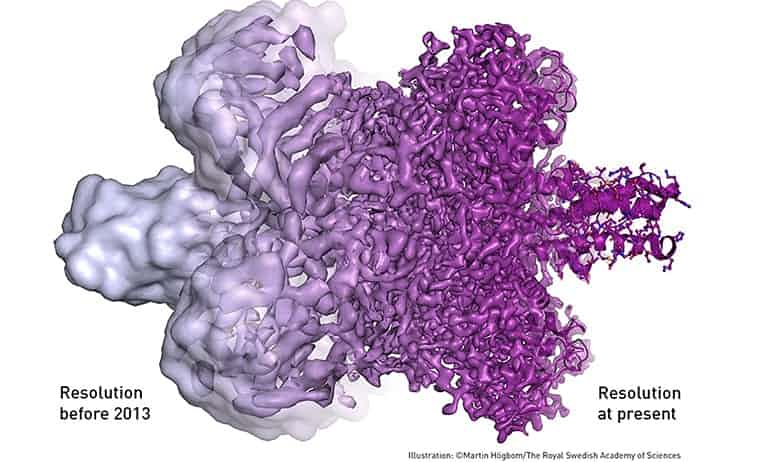 Resolution
before 2013
Resolution
at present
Illustration: ©Martin Högbom/The Royal Swedish Academy of Sciences